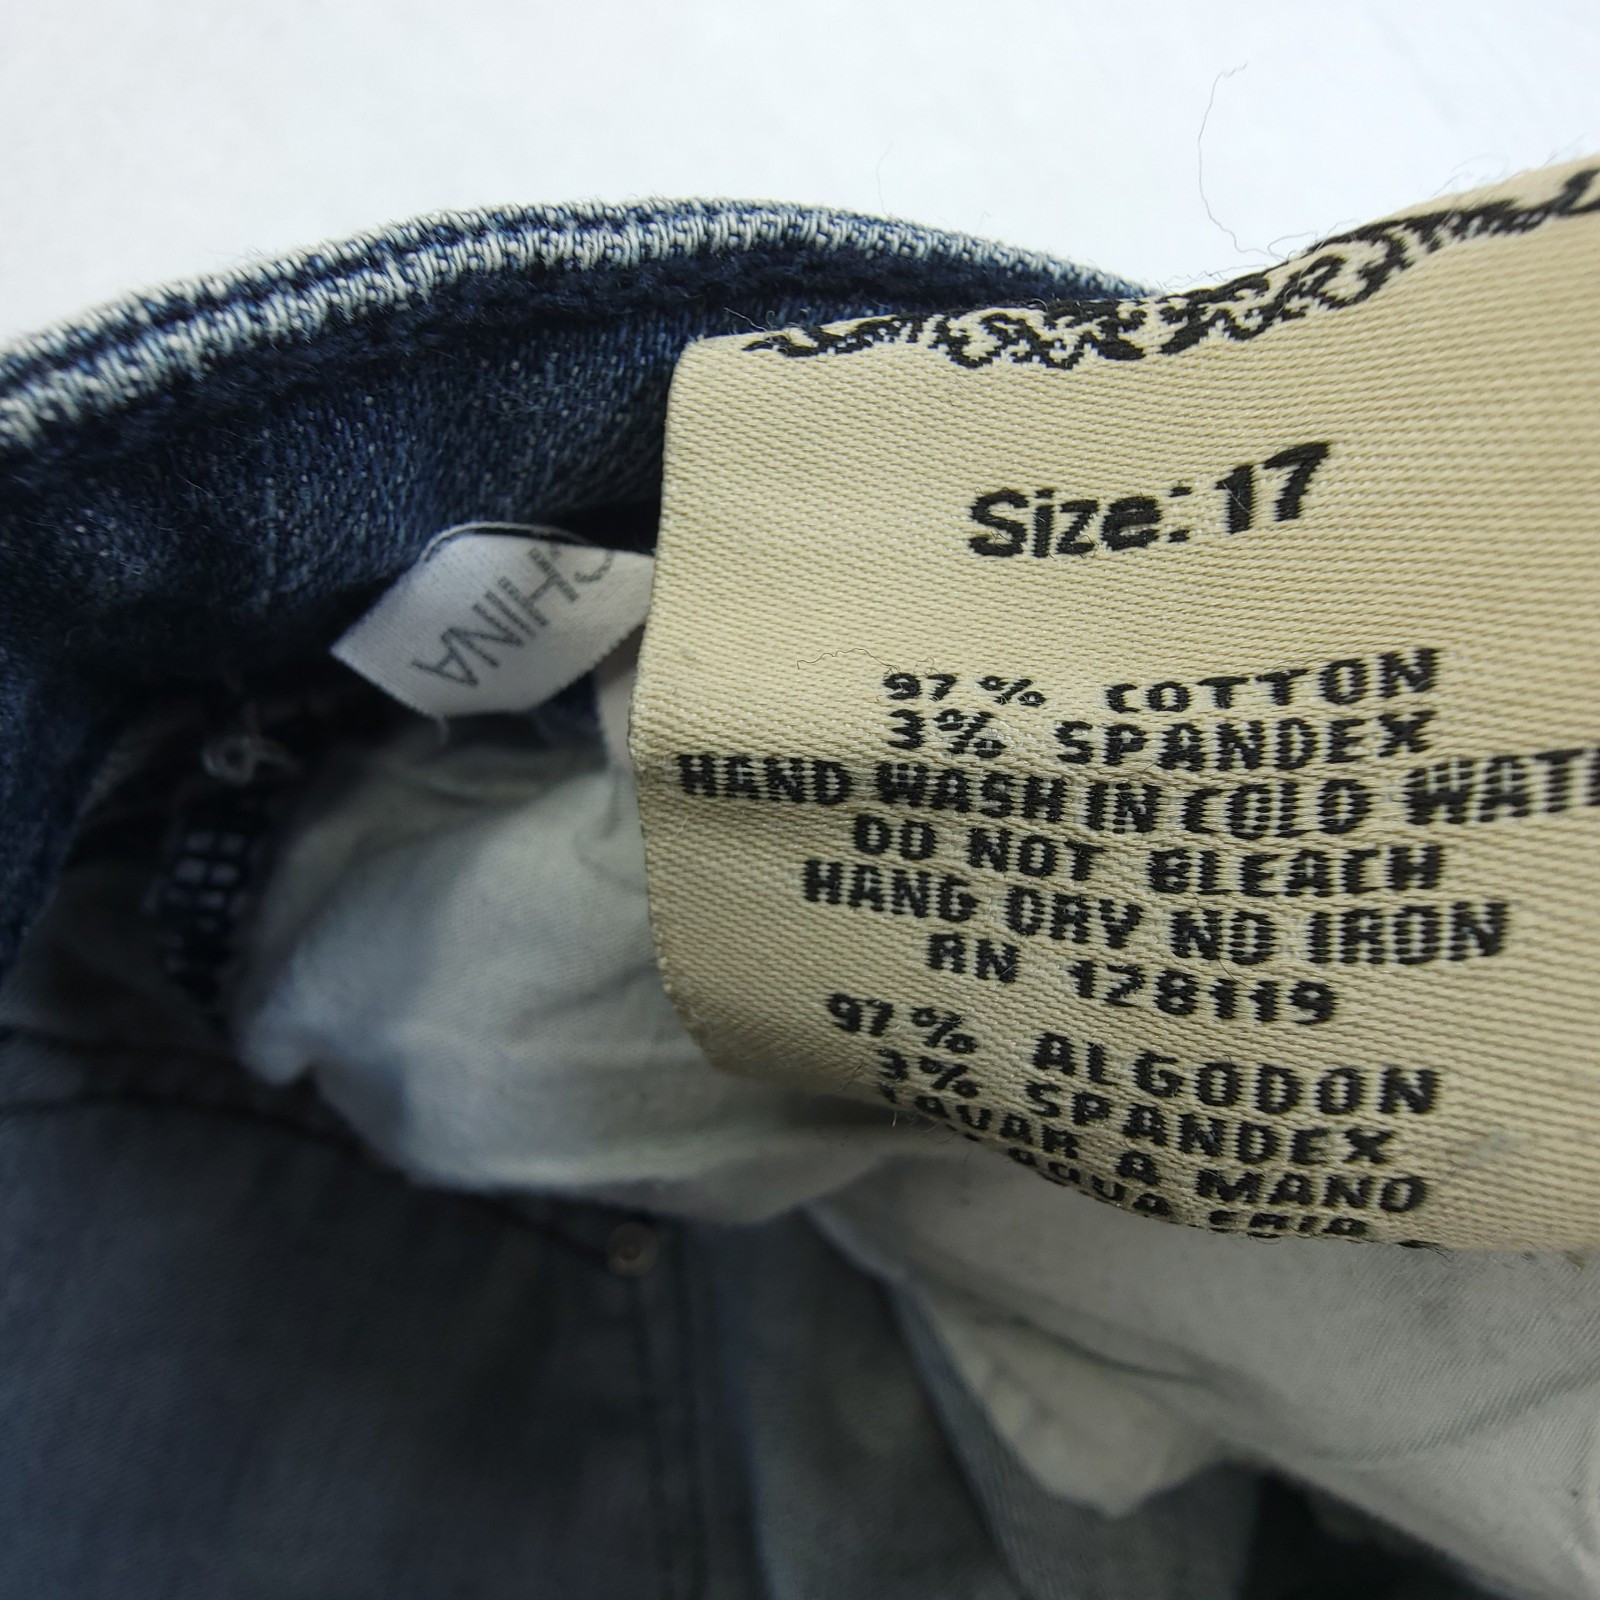 Size: 17
97% COTTON
3% SPANDEX
HAND WASH IN COLD
DO NOT BLEACH
HANG DRY NO IRON
RN 128119
97% ALGODON
3% SPANDEX
LAVAR A MANO
CHINA